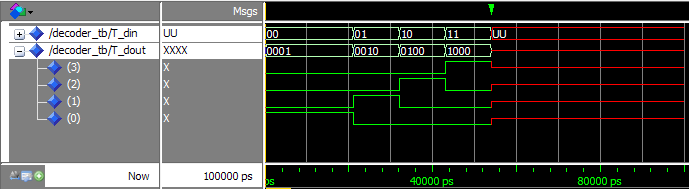 Msgs
/decoder_tb/T_din UU 00 01 10 11 UU
/decoder_tb/T_dout XXXX 0001 0010 0100 1000
(3) X
(2) X
(1) X
(0) X
Now 100000 ps ps 40000 ps 80000 ps